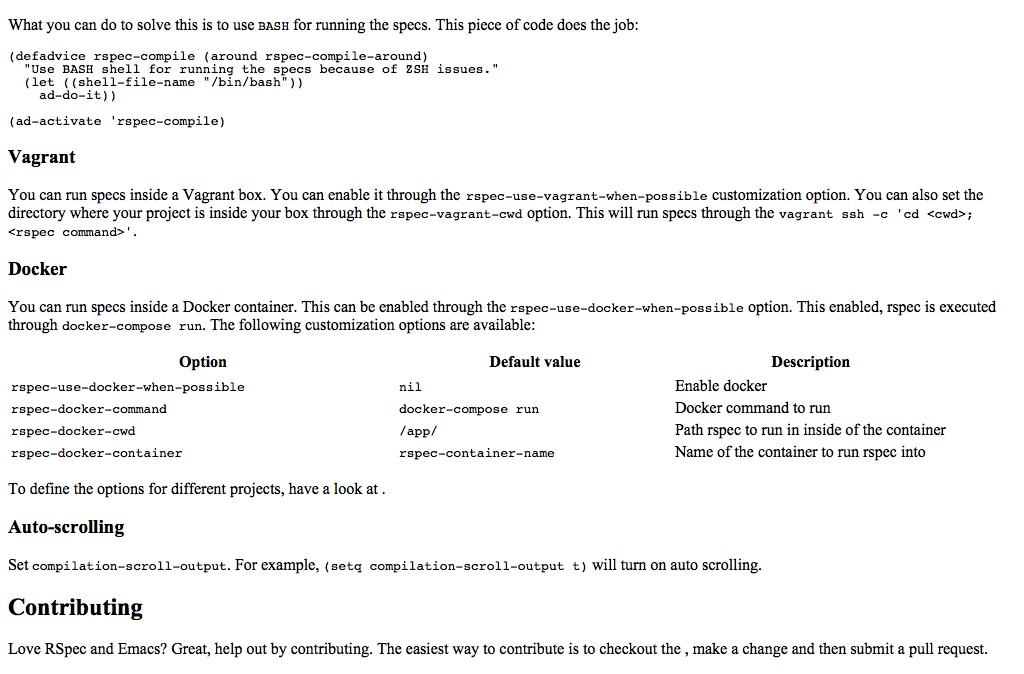 What you can do to solve this is to use BASH for running the specs. This piece of code does the job:
(defadvice rspec-compile (around rspec-compile-around)
  "Use BASH shell for running the specs because of ZSH issues."
  (let ((shell-file-name "/bin/bash"))
    ad-do-it))
(ad-activate 'rspec-compile)
Vagrant
You can run specs inside a Vagrant box. You can enable it through the rspec-use-vagrant-when-possible customization option. You can also set the
directory where your project is inside your box through the rspec-vagrant-cwd option. This will run specs through the vagrant ssh -c 'cd <cwd>;
<rspec command>'.
Docker
You can run specs inside a Docker container. This can be enabled through the rspec-use-docker-when-possible option. This enabled, rspec is executed
through docker-compose run. The following customization options are available:
Option Default value Description
rspec-use-docker-when-possible nil Enable docker
rspec-docker-command docker-compose run Docker command to run
rspec-docker-cwd /app/ Path rspec to run in inside of the container
rspec-docker-container rspec-container-name Name of the container to run rspec into
To define the options for different projects, have a look at .
Auto-scrolling
Set compilation-scroll-output. For example, (setq compilation-scroll-output t) will turn on auto scrolling.
Contributing
Love RSpec and Emacs? Great, help out by contributing. The easiest way to contribute is to checkout the , make a change and then submit a pull request.